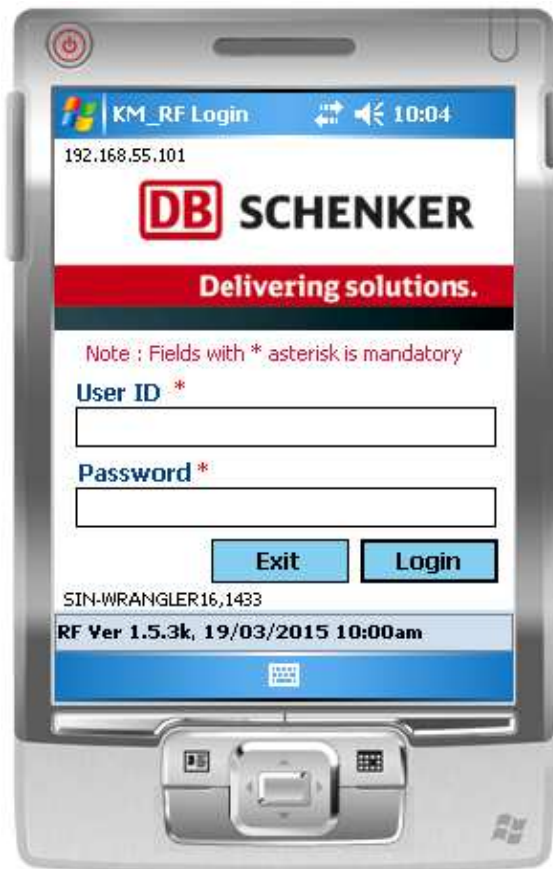 KM_RF Login 10:04
192.168.55.101
DB SCHENKER
Delivering solutions.
Note : Fields with * asterisk is mandatory
User ID *
Password *
Exit Login
SIN-WRANGLER16,1433
RF Ver 1.5.3k, 19/03/2015 10:00am